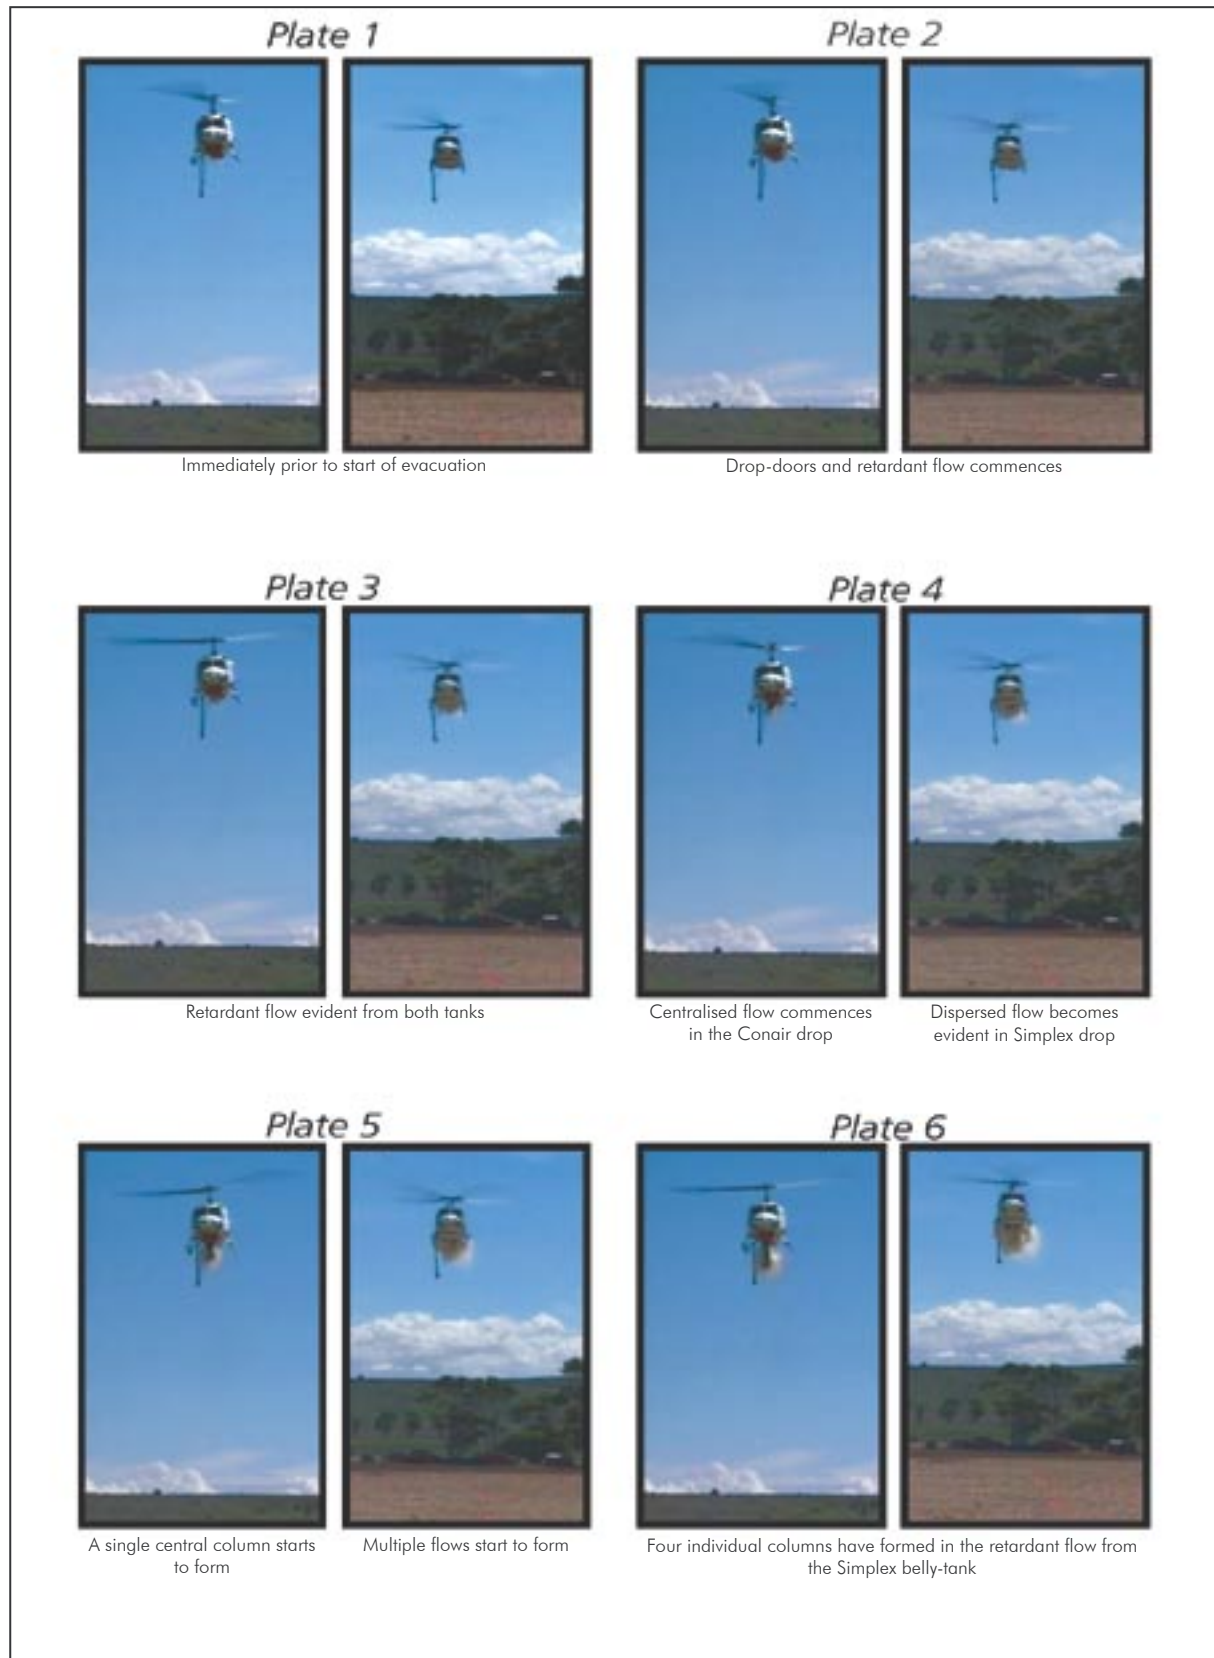 Plate 1
Plate 2
Immediately prior to start of evacuation
Drop-doors and retardant flow commences
Plate 3
Plate 4
Retardant flow evident from both tanks
Centralised flow commences
in the Conair drop
Dispersed flow becomes
evident in Simplex drop
Plate 5
Plate 6
A single central column starts
to form
Multiple flows start to form
Four individual columns have formed in the retardant flow from
the Simplex belly-tank